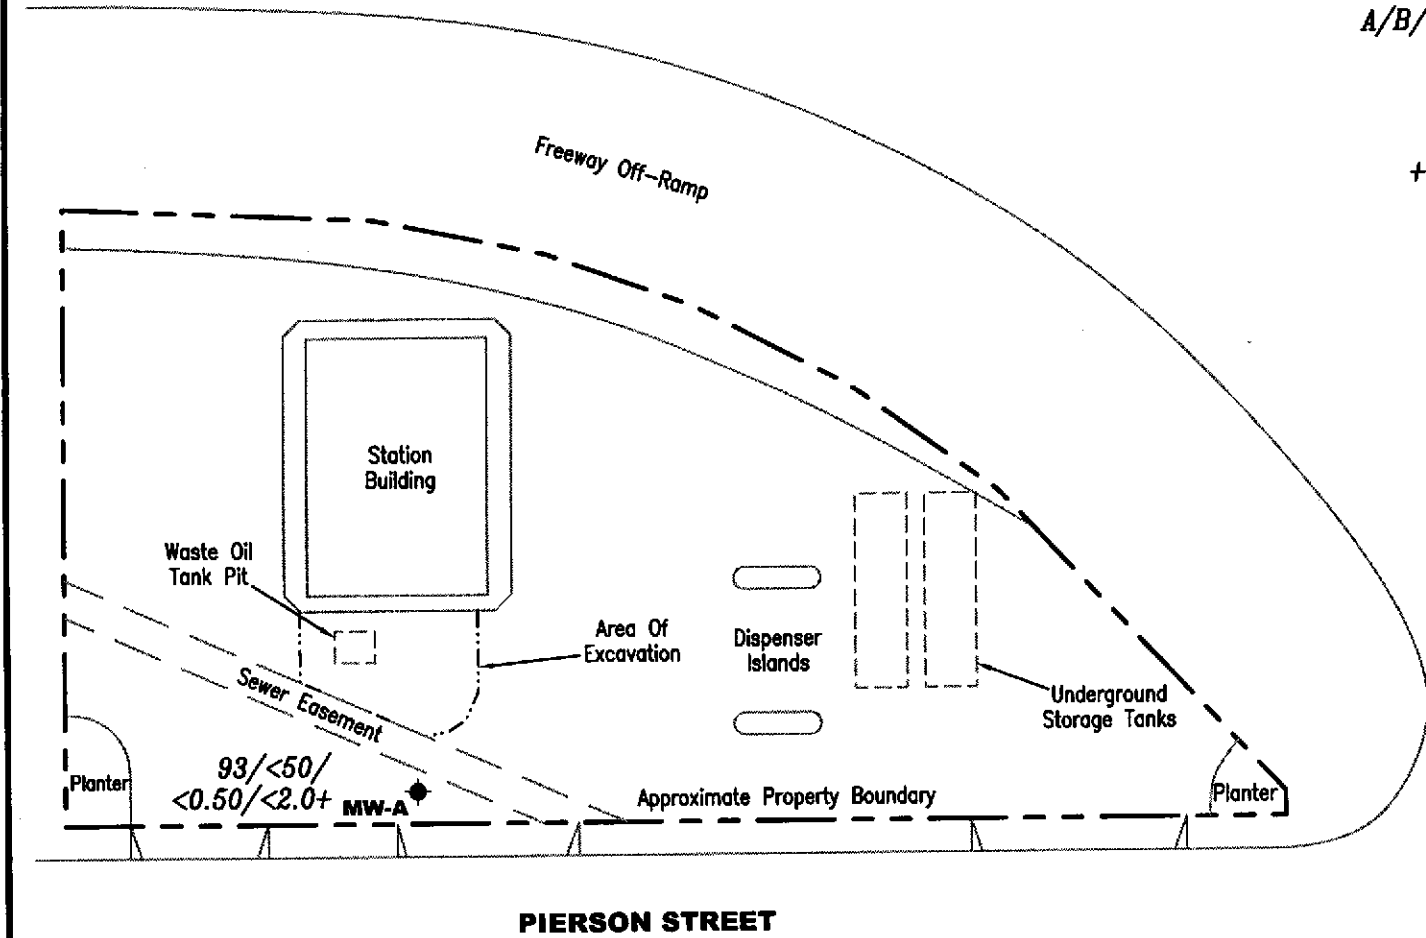 A/B/
Freeway Off-Ramp
+
Station
Building
Waste Oil
Tank Pit
Area Of
Excavation
Dispenser
Islands
Sewer Easement
Underground
Storage Tanks
Planter
93/<50/
<0.50/<2.0+
MW-A
Approximate Property Boundary
Planter
PIERSON STREET